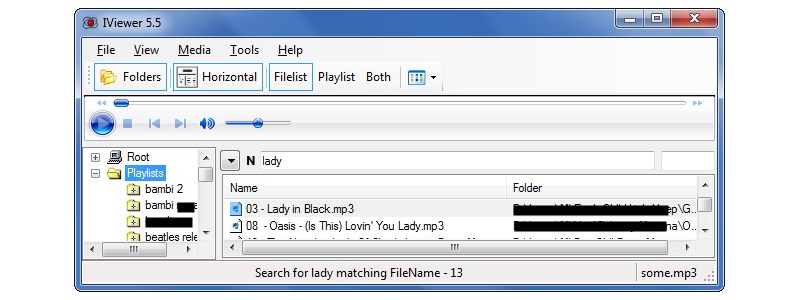 IViewer 5.5
File View Media Tools Help
Folders Horizontal Filelist Playlist Both
Root
Playlists
bambi 2
bambi
beatles rele
N lady
Name Folder
03 - Lady in Black.mp3 ep\G...
08 - Oasis - (Is This) Lovin' You Lady.mp3 a\O...
Search for lady matching FileName - 13 some.mp3